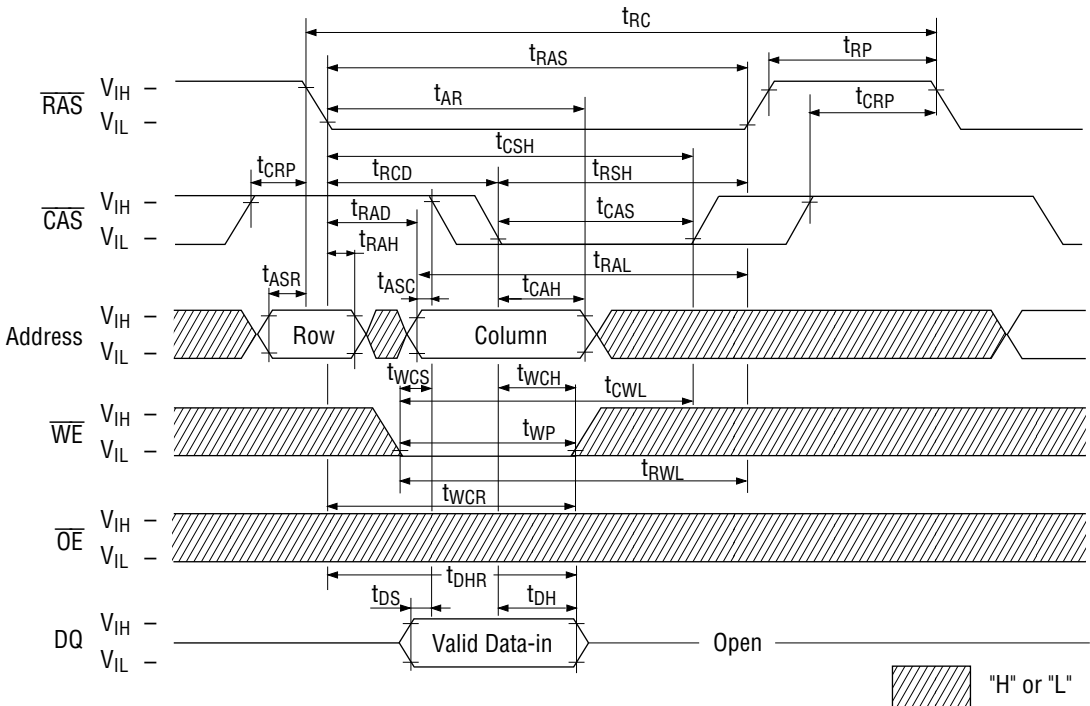 tRC
tRP
tRAS
tAR
tCRP
RAS
VIH –
VIL –
tCSH
tCRP
tRCD
tRSH
CAS
VIH –
VIL –
tRAD
tCAS
tRAH
tRAL
tASR
tASC
tCAH
Address
VIH –
VIL –
Row
Column
tWCS
tWCH
tCWL
WE
VIH –
VIL –
tWP
tRWL
tWCR
OE
VIH –
VIL –
tDHR
tDS
tDH
DQ
VIH –
VIL –
Valid Data-in
Open
"H" or "L"